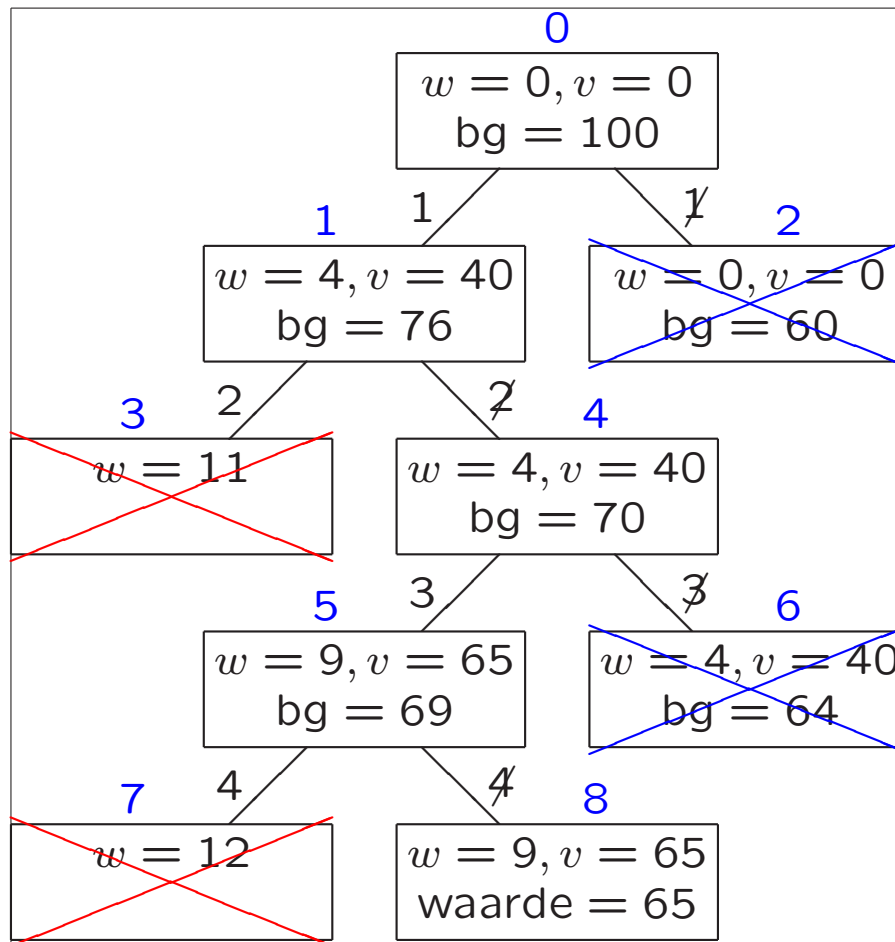 0
w = 0, v = 0
bg = 100
1
1̸
1
2
w = 4, v = 40
bg = 76
w = 0, v = 0
bg = 60
2
2̸
3
4
w = 11
w = 4, v = 40
bg = 70
3
3̸
5
6
w = 9, v = 65
bg = 69
w = 4, v = 40
bg = 64
4
4̸
7
8
w = 12
w = 9, v = 65
waarde = 65